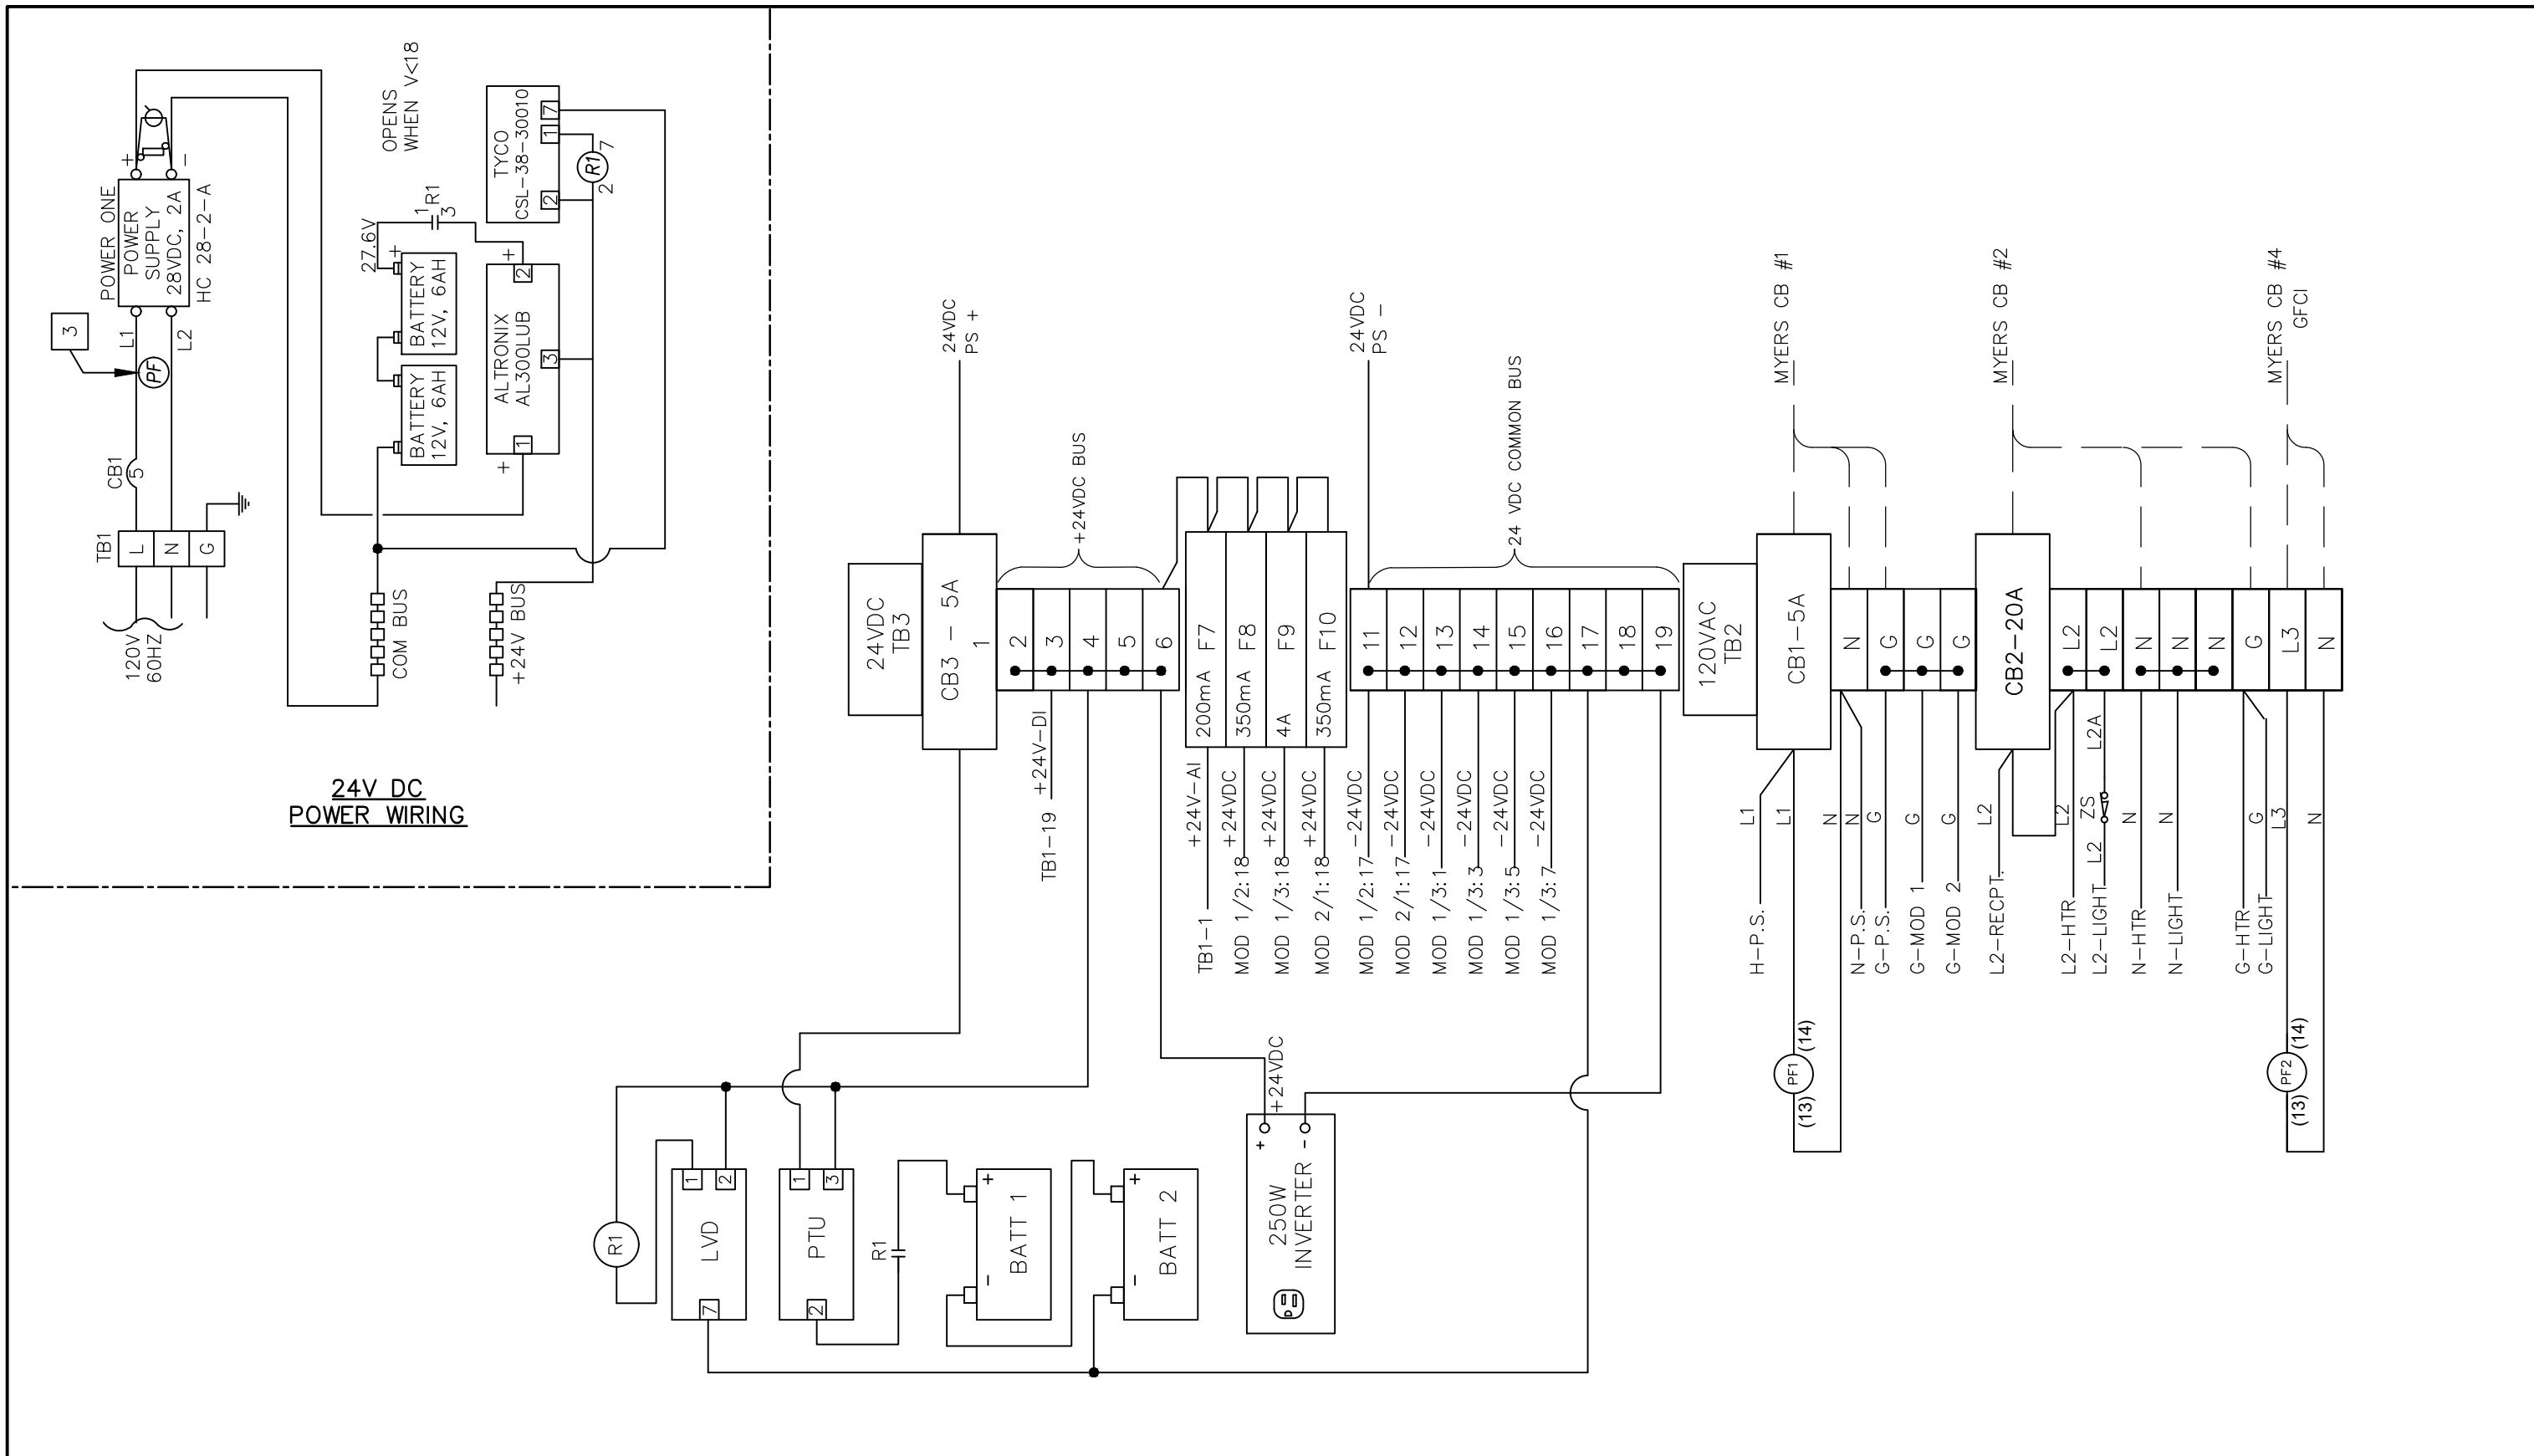 POWER ONE
POWER
SUPPLY
28VDC, 2A
HC 28-2-A
+
-
3
L1
L2
PF
CB1
5
TB1
L
N
G
120V
60HZ
OPENS
WHEN V<18
TYCO
CSL-38-30010
7
1
2
R1
7
2
27.6V
1
R1
3
+
BATTERY
12V, 6AH
BATTERY
12V, 6AH
+
2
ALTRONIX
AL300LUB
3
1
+
COM BUS
+24V BUS
24V DC
POWER WIRING
24VDC
PS +
24VDC
TB3
CB3 - 5A
1
+24VDC BUS
2
3
4
5
6
TB1-19
+24V-DI
200mA F7
350mA F8
4A F9
350mA F10
TB1-1 +24V-AI
MOD 1/2:18 +24VDC
MOD 1/3:18 +24VDC
MOD 2/1:18 +24VDC
24VDC
PS -
24 VDC COMMON BUS
11
12
13
14
15
16
17
18
19
MOD 1/2:17 -24VDC
MOD 2/1:17 -24VDC
MOD 1/3:1 -24VDC
MOD 1/3:3 -24VDC
MOD 1/3:5 -24VDC
MOD 1/3:7 -24VDC
120VAC
TB2
CB1-5A
MYERS CB #1
N
G
G
G
CB2-20A
MYERS CB #2
L2
L2
N
N
N
G
L3
N
MYERS CB #4
GFCI
H-P.S.
L1
L1
N
N
N-P.S.
G
G-P.S.
G
G-MOD 1
G
G-MOD 2
L2
L2-RECPT.
L2
L2-HTR
L2A
ZS
L2
L2-LIGHT
N
N-HTR
N
N-LIGHT
G
G-HTR
G-LIGHT
L3
N
PF1
(14)
(13)
PF2
(14)
(13)
R1
1
2
LVD
7
1
3
PTU
2
R1
+
BATT 1
-
+
BATT 2
-
+24VDC
+
-
250W
INVERTER